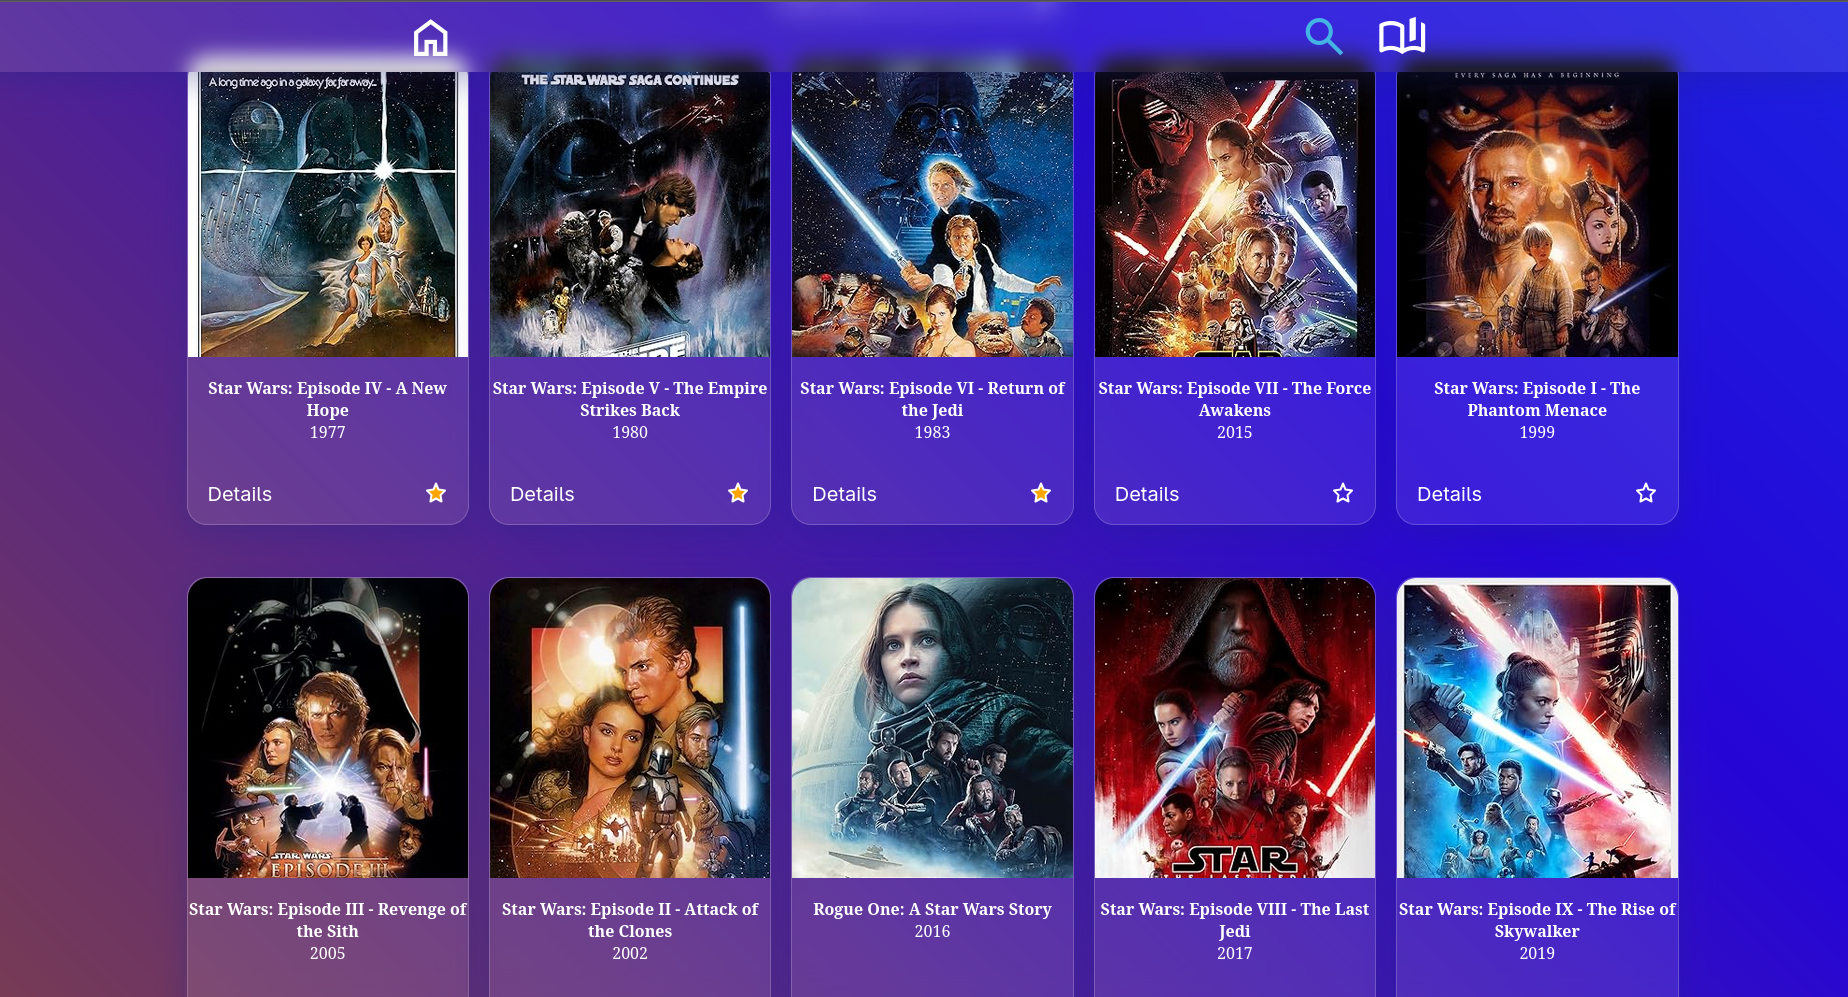 A long time ago in a galaxy far, far away...
THE STAR WARS SAGA CONTINUES
EVERY SAGA HAS A BEGINNING
Star Wars: Episode IV - A New
Hope
1977
Details
Star Wars: Episode V - The Empire
Strikes Back
1980
Details
Star Wars: Episode VI - Return of
the Jedi
1983
Details
Star Wars: Episode VII - The Force
Awakens
2015
Details
Star Wars: Episode I - The
Phantom Menace
1999
Details
STAR WARS
EPISODE III
STAR
THE LAST JEDI
Star Wars: Episode III - Revenge of
the Sith
2005
Star Wars: Episode II - Attack of
the Clones
2002
Rogue One: A Star Wars Story
2016
Star Wars: Episode VIII - The Last
Jedi
2017
Star Wars: Episode IX - The Rise of
Skywalker
2019